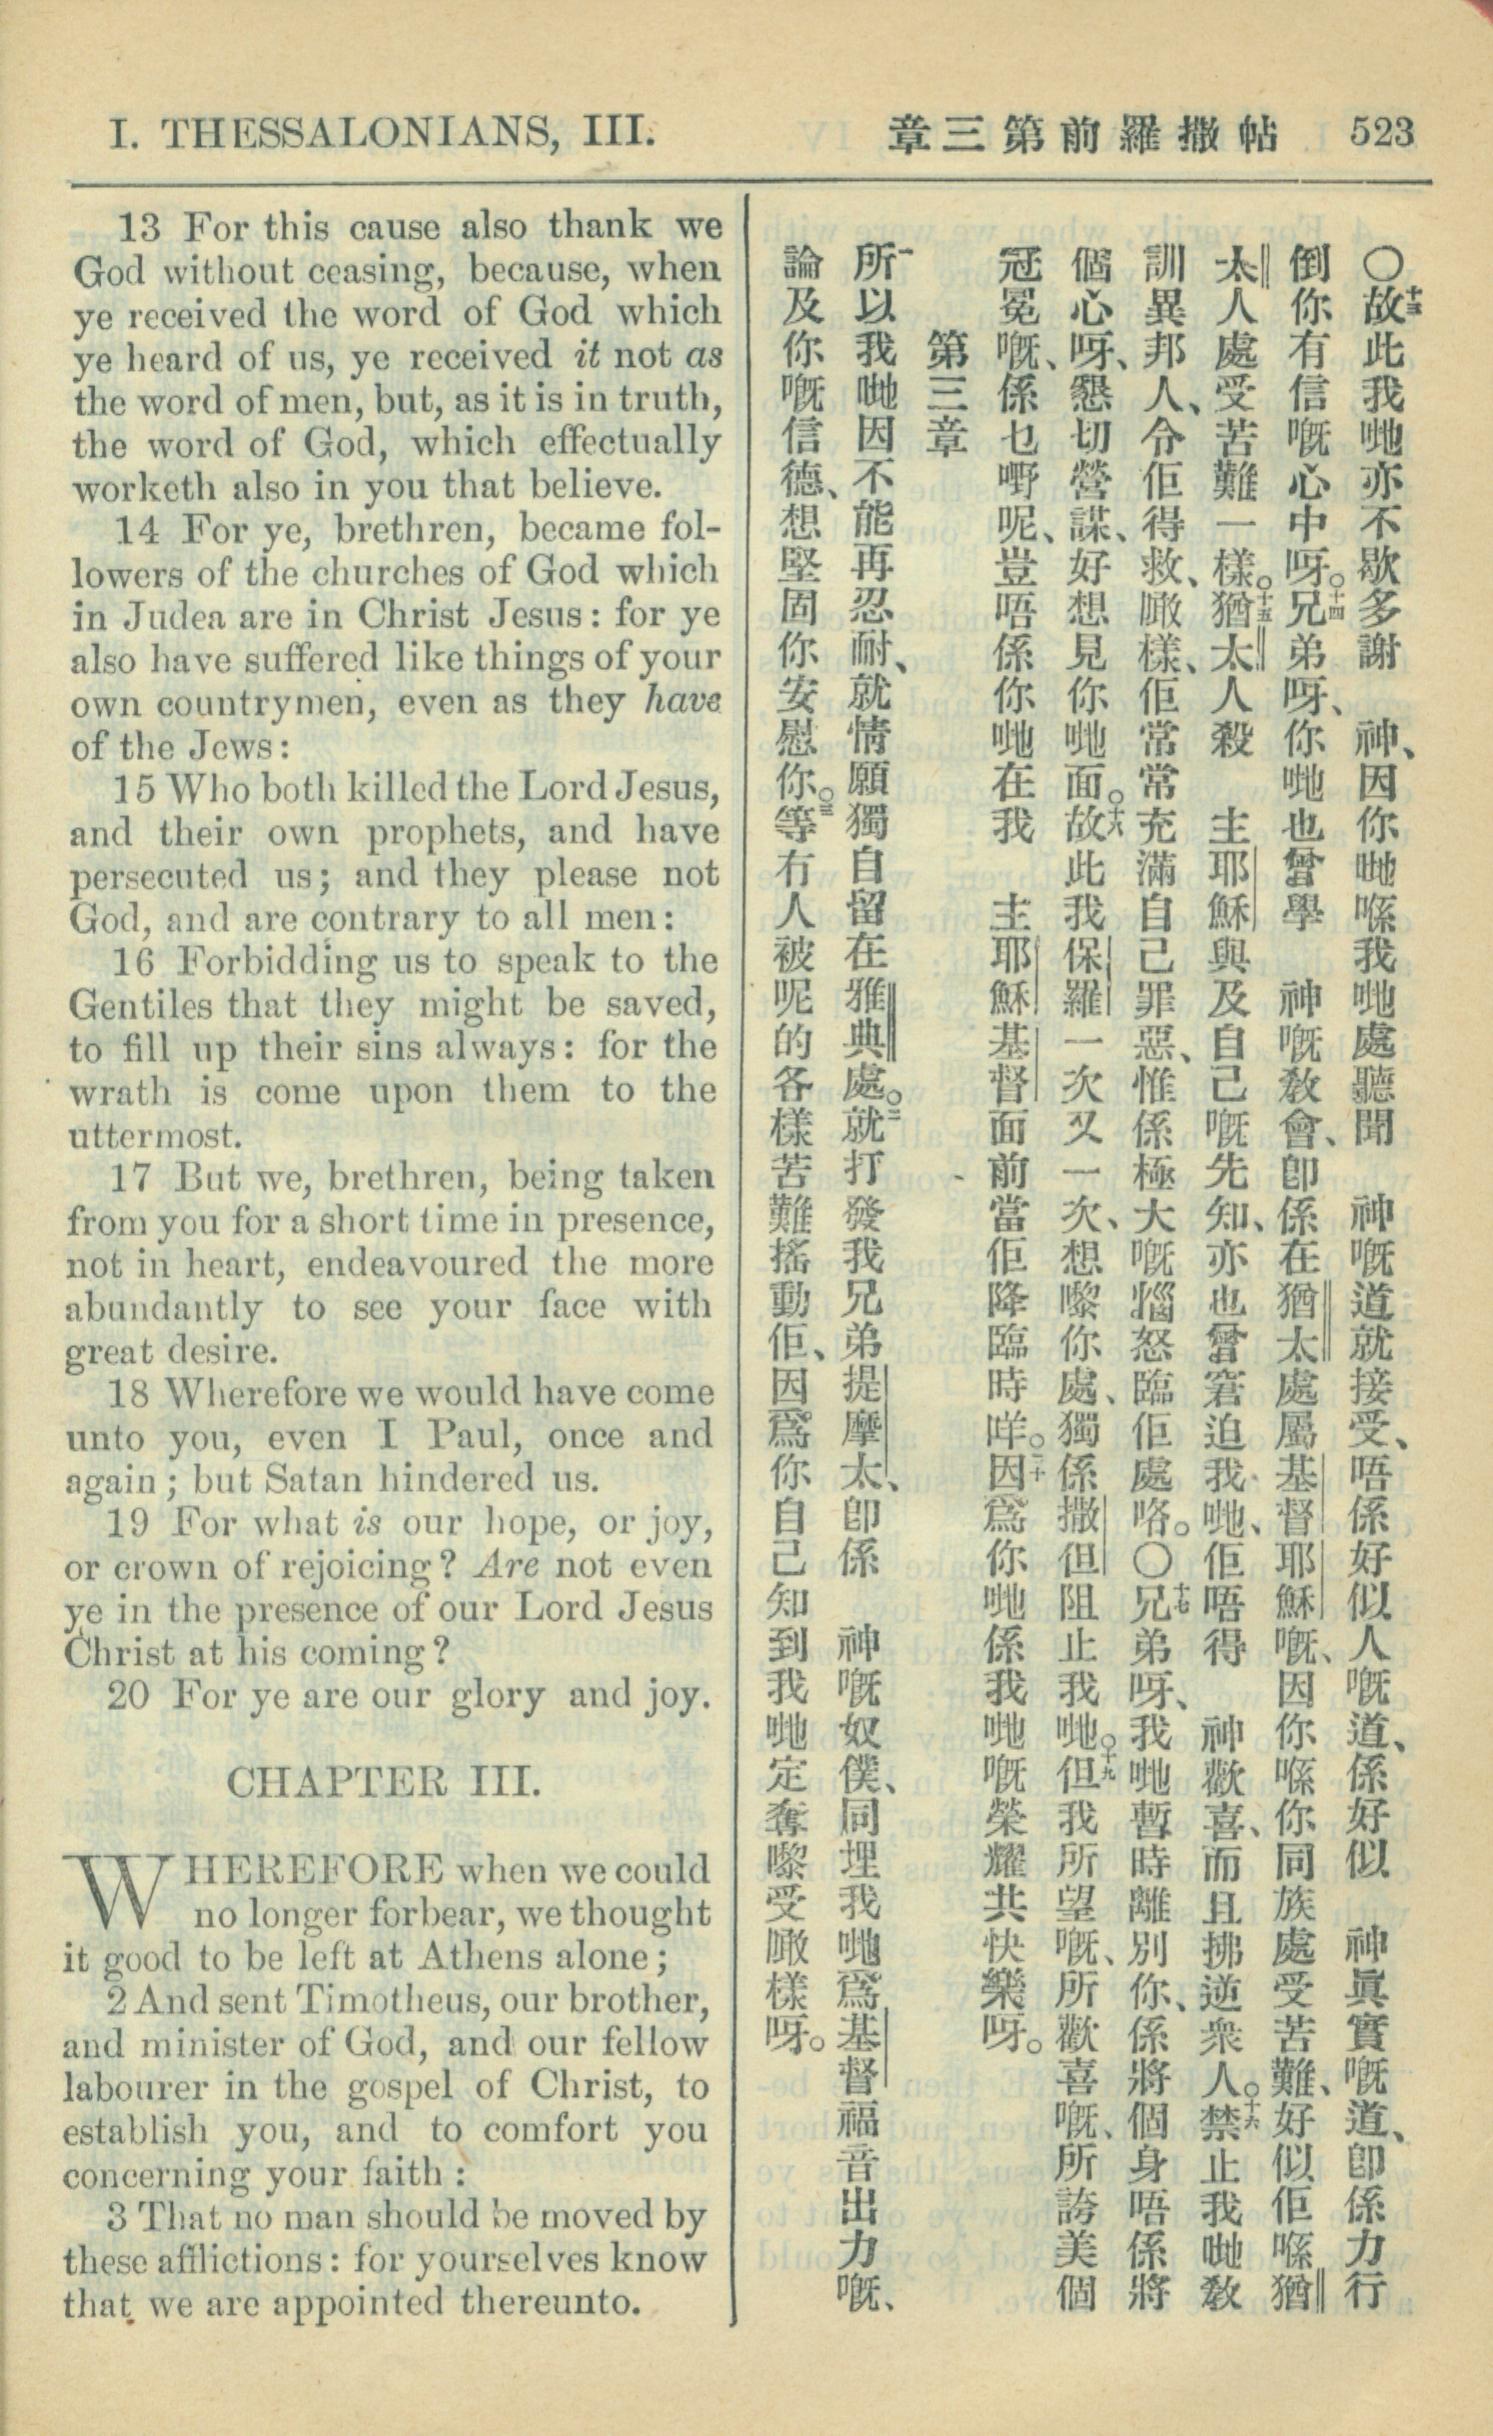 I. THESSALONIANS, III.
章三第前羅撒帖 523
13 For this cause also thank we
God without ceasing, because, when
ye received the word of God which
ye heard of us, ye received it not as
the word of men, but, as it is in truth,
the word of God, which effectually
worketh also in you that believe.
14 For ye, brethren, became fol-
lowers of the churches of God which
in Judea are in Christ Jesus: for ye
also have suffered like things of your
own countrymen, even as they have
of the Jews:
15 Who both killed the Lord Jesus,
and their own prophets, and have
persecuted us; and they please not
God, and are contrary to all men:
16 Forbidding us to speak to the
Gentiles that they might be saved,
to fill up their sins always: for the
wrath is come upon them to the
uttermost.
17 But we, brethren, being taken
from you for a short time in presence,
not in heart, endeavoured the more
abundantly to see your face with
great desire.
18 Wherefore we would have come
unto you, even I Paul, once and
again; but Satan hindered us.
19 For what is our hope, or joy,
or crown of rejoicing? Are not even
ye in the presence of our Lord Jesus
Christ at his coming?
20 For ye are our glory and joy.
CHAPTER III.
WHEREFORE when we could
no longer forbear, we thought
it good to be left at Athens alone;
2 And sent Timotheus, our brother,
and minister of God, and our fellow
labourer in the gospel of Christ, to
establish you, and to comfort you
concerning your faith:
3 That no man should be moved by
these afflictions: for yourselves know
that we are appointed thereunto.
〇十三故此我哋亦不歇多謝 神、因你哋喺我哋處聽聞 神嘅道就接受、唔係好似人嘅道、係好似 神眞實嘅道、卽係力行
倒你有信嘅心中呀。十四兄弟呀、你哋也曾學 神嘅教會、卽係在猶太處屬基督耶穌嘅、因你喺你同族處受苦難、好似佢喺猶
太人處受苦難一樣。十五猶太人殺 主耶穌與及自己嘅先知、亦也曾窘迫我哋、佢唔得 神歡喜、而且拂逆衆人。十六禁止我哋教
訓異邦人、令佢得救、噉樣、佢常常充滿自己罪惡、惟係極大嘅惱怒臨佢處咯。〇十七兄弟呀、我哋暫時離別你、係將個身唔係將
個心呀、懇切營謀、好想見你哋面。十八故此我保羅一次又一次、想嚟你處、獨係撒但阻止我哋。十九但我所望嘅、所歡喜嘅、所誇美個
冠冕嘅、係乜嘢呢、豈唔係你哋在我 主耶穌基督面前當佢降臨時咩。二十因爲你哋係我哋嘅榮耀共快樂呀。
第三章
一所以我哋因不能再忍耐、就情願獨自留在雅典處。二就打發我兄弟提摩太、卽係 神嘅奴僕、同埋我哋爲基督福音出力嘅、
論及你嘅信德、想堅固你安慰你。三等冇人被呢的各樣苦難搖動佢、因爲你自己知到我哋定奪嚟受噉樣呀。